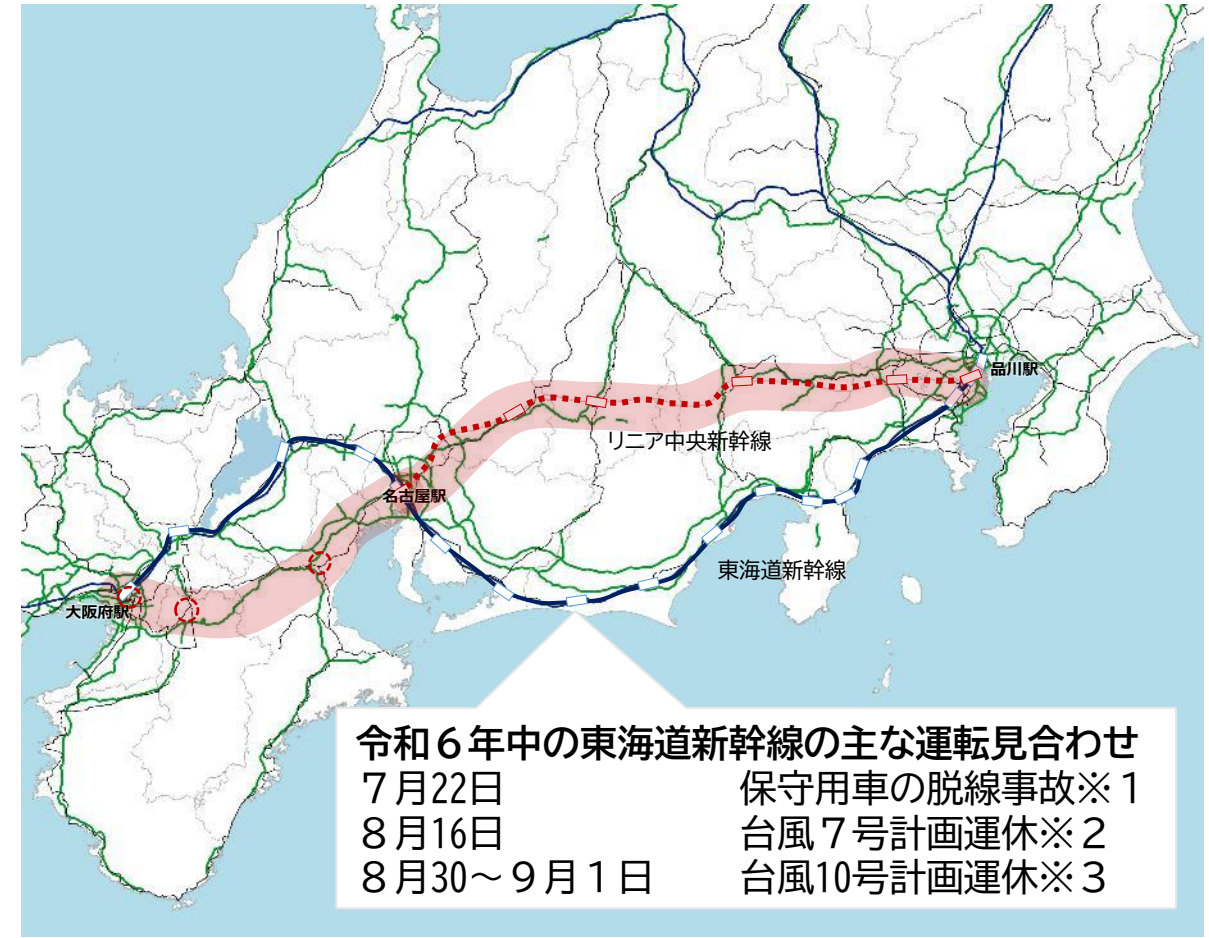 品川駅
リニア中央新幹線
名古屋駅
東海道新幹線
大阪府駅
令和６年中の東海道新幹線の主な運転見合わせ
７月22日 保守用車の脱線事故※１
８月16日 台風７号計画運休※２
８月30～９月１日 台風10号計画運休※３